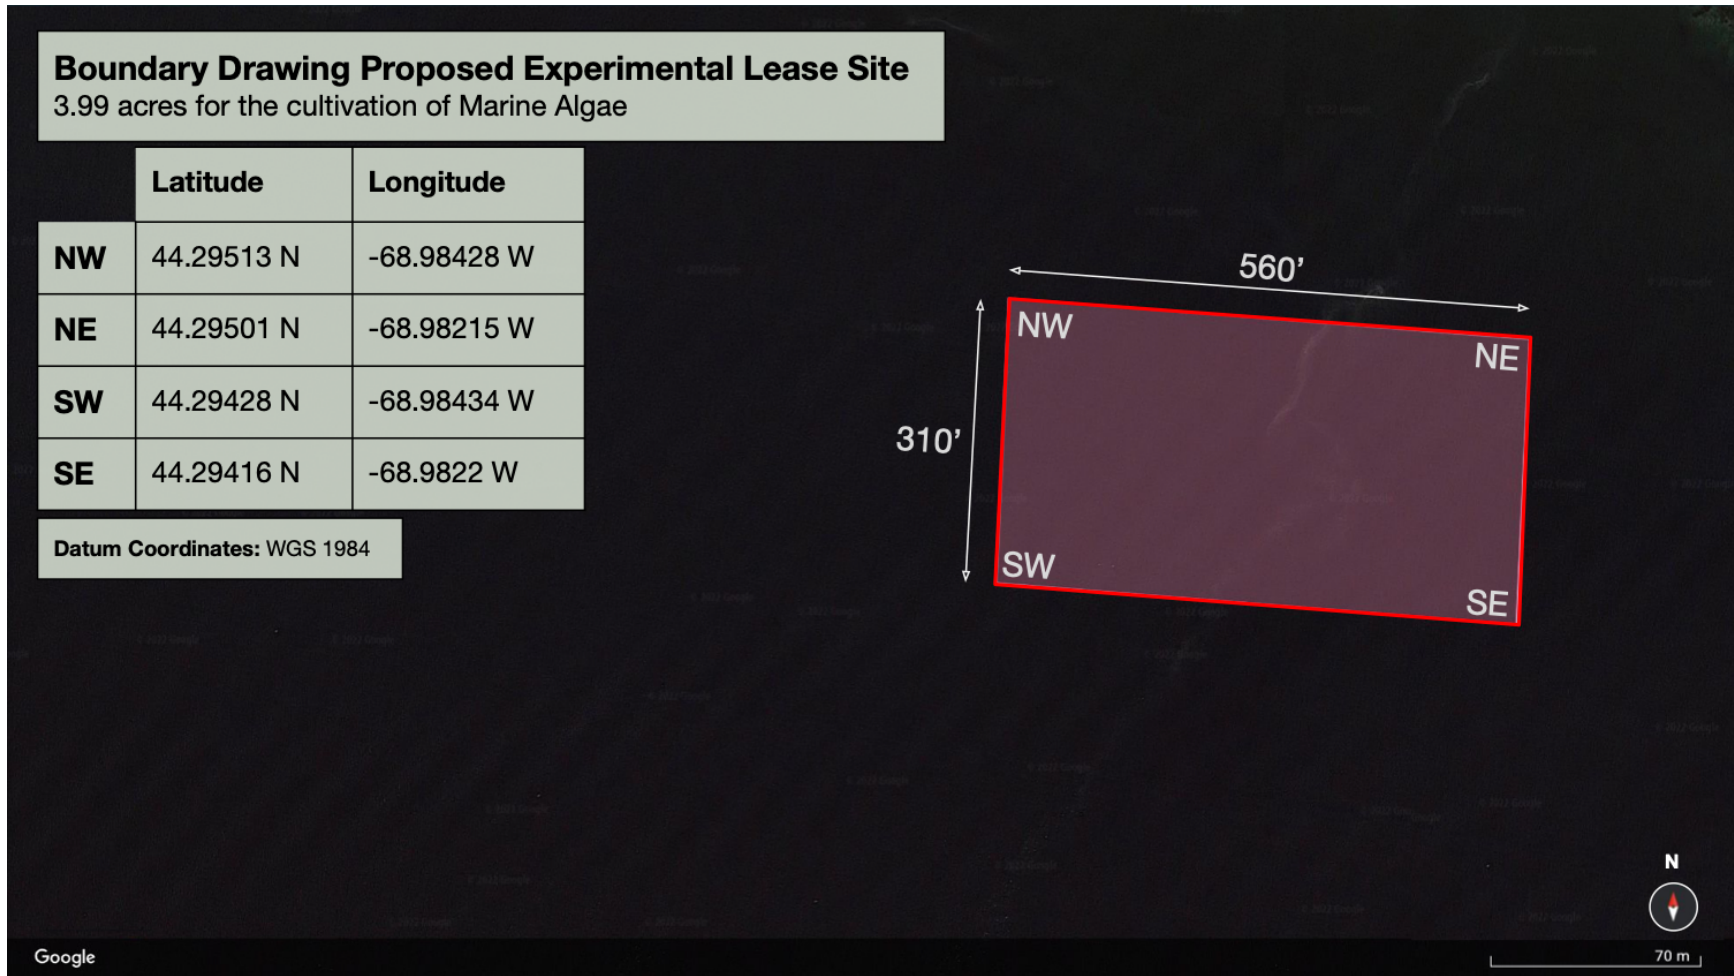 Boundary Drawing Proposed Experimental Lease Site
3.99 acres for the cultivation of Marine Algae
Latitude Longitude
NW 44.29513 N -68.98428 W
NE 44.29501 N -68.98215 W
SW 44.29428 N -68.98434 W
SE 44.29416 N -68.9822 W
Datum Coordinates: WGS 1984
560’
NW
NE
310’
SW
SE
N
Google
70 m